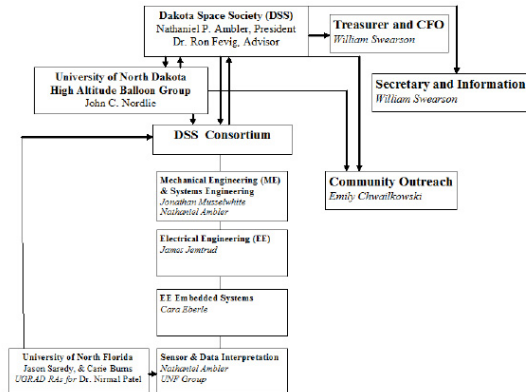 Dakota Space Society (DSS)
Nathaniel P. Ambler, President
Dr. Ron Fevig, Advisor
Treasurer and CFO
William Swearson
University of North Dakota
High Altitude Balloon Group
John C. Nordlie
Secretary and Information
William Swearson
DSS Consortium
Mechanical Engineering (ME)
& Systems Engineering
Jonathan Musselwhite
Nathaniel Ambler
Community Outreach
Emily Chwailkowski
Electrical Engineering (EE)
James Jemtrud
EE Embedded Systems
Cara Eberle
University of North Florida
Jason Saredy, & Carie Burns
UGRAD RAs for Dr. Nirmal Patel
Sensor & Data Interpretation
Nathaniel Ambler
UNF Group